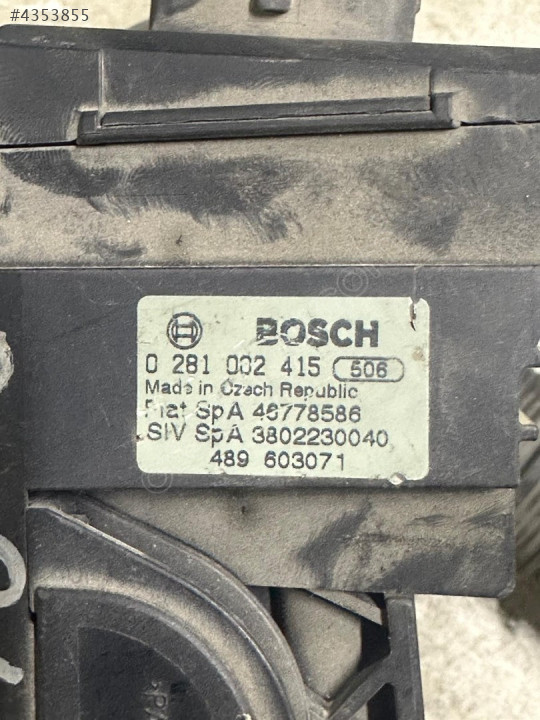 #4353855
BOSCH
0 281 002 415 506
Made in Czech Republic
Fiat SpA 46778586
SIV SpA 3802230040
489 603071